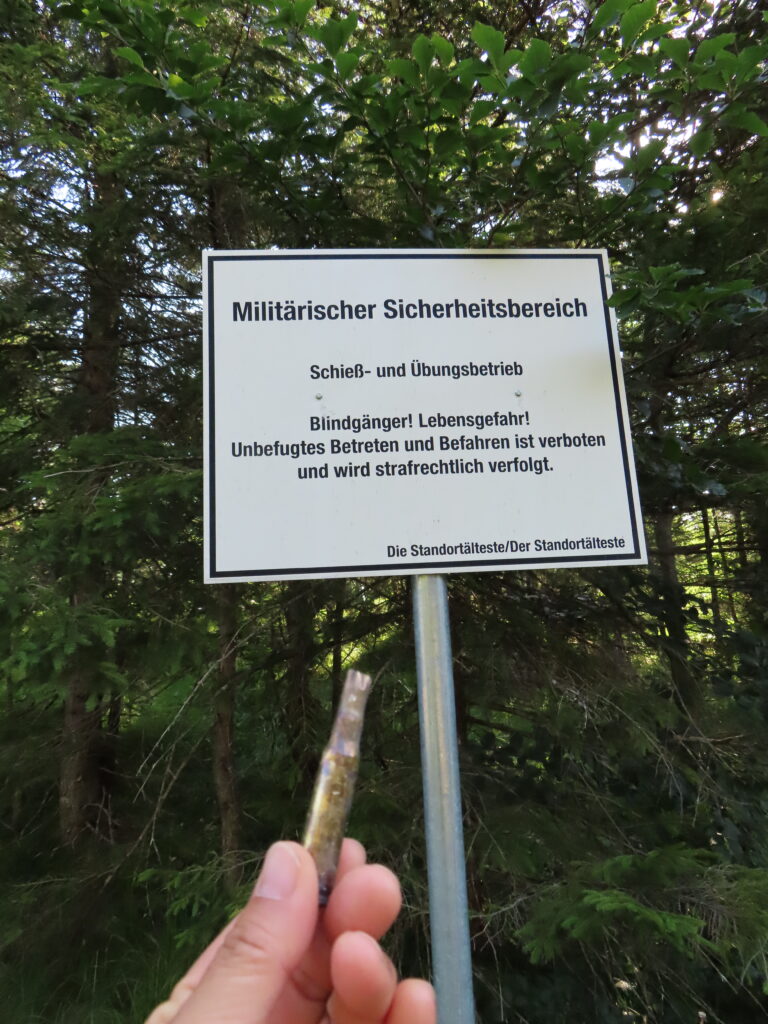 Militärischer Sicherheitsbereich
Schieß- und Übungsbetrieb
Blindgänger! Lebensgefahr!
Unbefugtes Betreten und Befahren ist verboten
und wird strafrechtlich verfolgt.
Die Standortälteste/Der Standortälteste